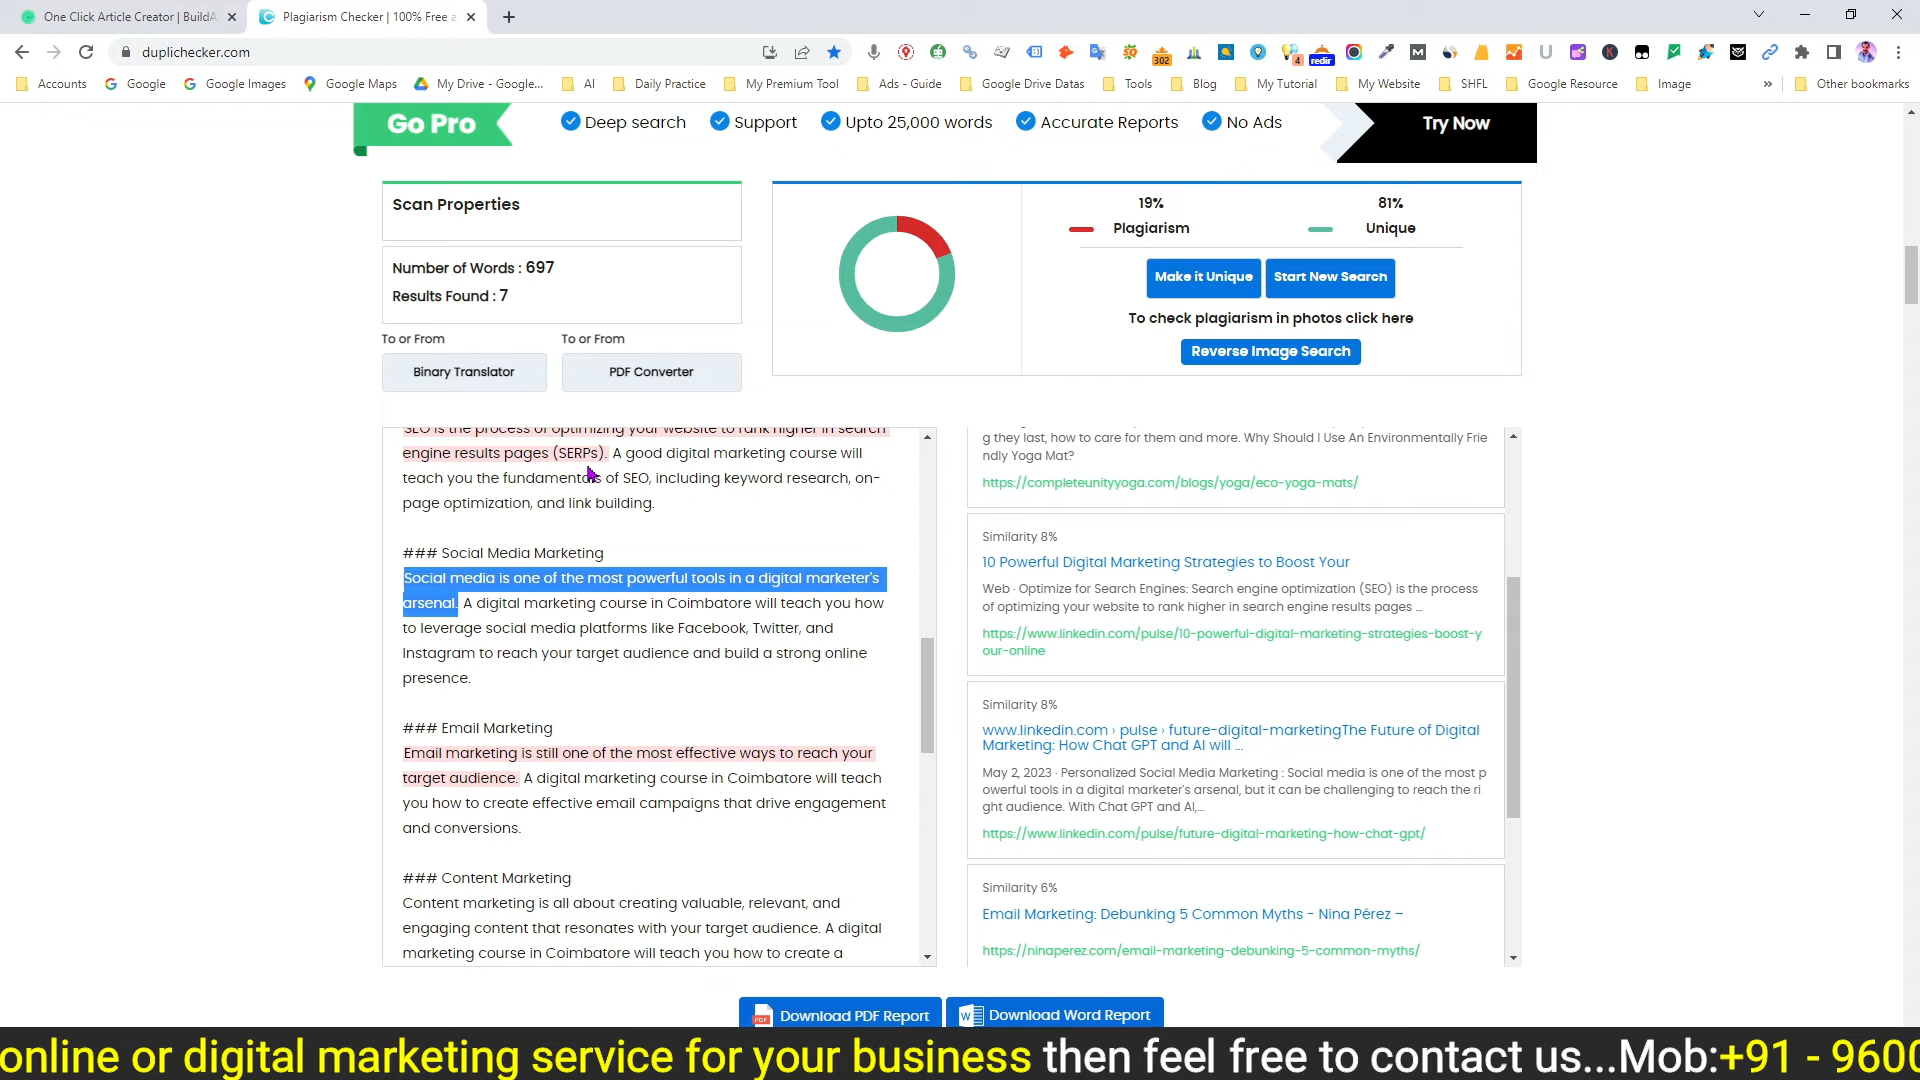 One Click Article Creator | BuildA
Plagiarism Checker | 100% Free a
duplichecker.com
302
4
redir
Accounts
Google
Google Images
Google Maps
My Drive - Google...
AI
Daily Practice
My Premium Tool
Ads - Guide
Google Drive Datas
Tools
Blog
My Tutorial
My Website
SHFL
Google Resource
Image
»
Other bookmarks
Go Pro
Deep search
Support
Upto 25,000 words
Accurate Reports
No Ads
Try Now
Scan Properties
Number of Words : 697
Results Found : 7
To or From
To or From
Binary Translator
PDF Converter
19%
81%
Plagiarism
Unique
Make it Unique
Start New Search
To check plagiarism in photos click here
Reverse Image Search
SEO is the process of optimizing your website to rank higher in search
engine results pages (SERPs). A good digital marketing course will
teach you the fundamentals of SEO, including keyword research, on-
page optimization, and link building.
### Social Media Marketing
Social media is one of the most powerful tools in a digital marketer's
arsenal. A digital marketing course in Coimbatore will teach you how
to leverage social media platforms like Facebook, Twitter, and
Instagram to reach your target audience and build a strong online
presence.
### Email Marketing
Email marketing is still one of the most effective ways to reach your
target audience. A digital marketing course in Coimbatore will teach
you how to create effective email campaigns that drive engagement
and conversions.
### Content Marketing
Content marketing is all about creating valuable, relevant, and
engaging content that resonates with your target audience. A digital
marketing course in Coimbatore will teach you how to create a
g they last, how to care for them and more. Why Should I Use An Environmentally Frie
ndly Yoga Mat?
https://completeunityyoga.com/blogs/yoga/eco-yoga-mats/
Similarity 8%
10 Powerful Digital Marketing Strategies to Boost Your
Web · Optimize for Search Engines: Search engine optimization (SEO) is the process
of optimizing your website to rank higher in search engine results pages ...
https://www.linkedin.com/pulse/10-powerful-digital-marketing-strategies-boost-y
our-online
Similarity 8%
www.linkedin.com › pulse › future-digital-marketingThe Future of Digital
Marketing: How Chat GPT and AI will ...
May 2, 2023 · Personalized Social Media Marketing : Social media is one of the most p
owerful tools in a digital marketer's arsenal, but it can be challenging to reach the ri
ght audience. With Chat GPT and AI,...
https://www.linkedin.com/pulse/future-digital-marketing-how-chat-gpt/
Similarity 6%
Email Marketing: Debunking 5 Common Myths - Nina Pérez –
https://ninaperez.com/email-marketing-debunking-5-common-myths/
Download PDF Report
Download Word Report
online or digital marketing service for your business then feel free to contact us...Mob:+91 - 960